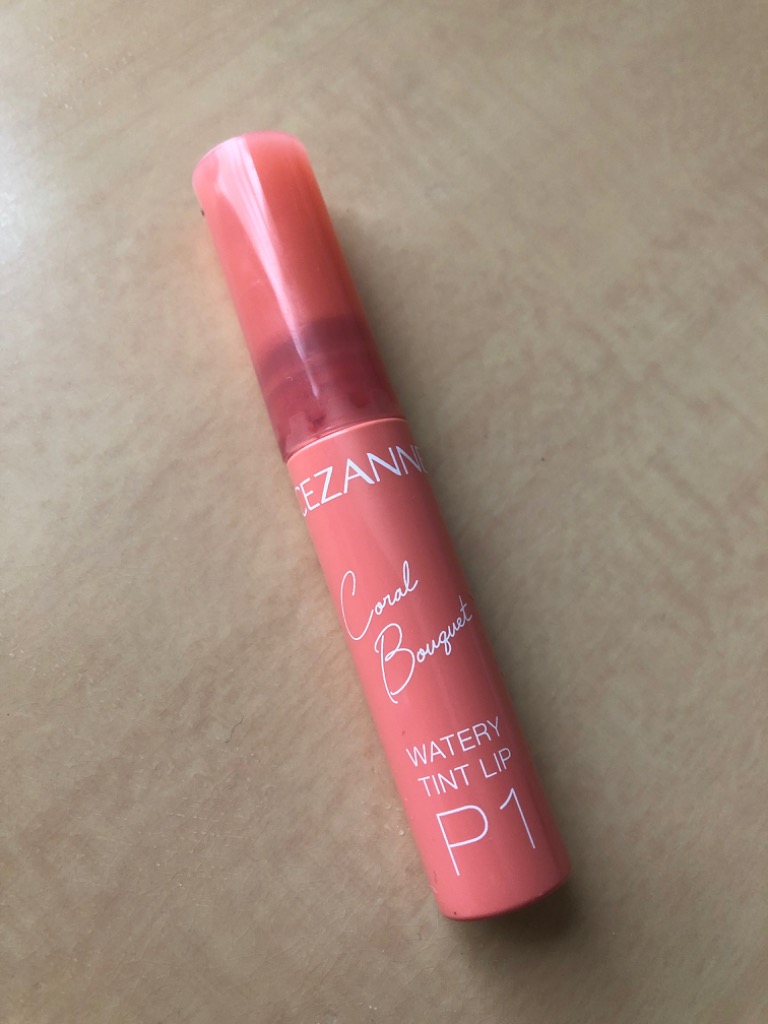 CEZANNE
Coral
Bouquet
WATERY
TINT LIP
P1